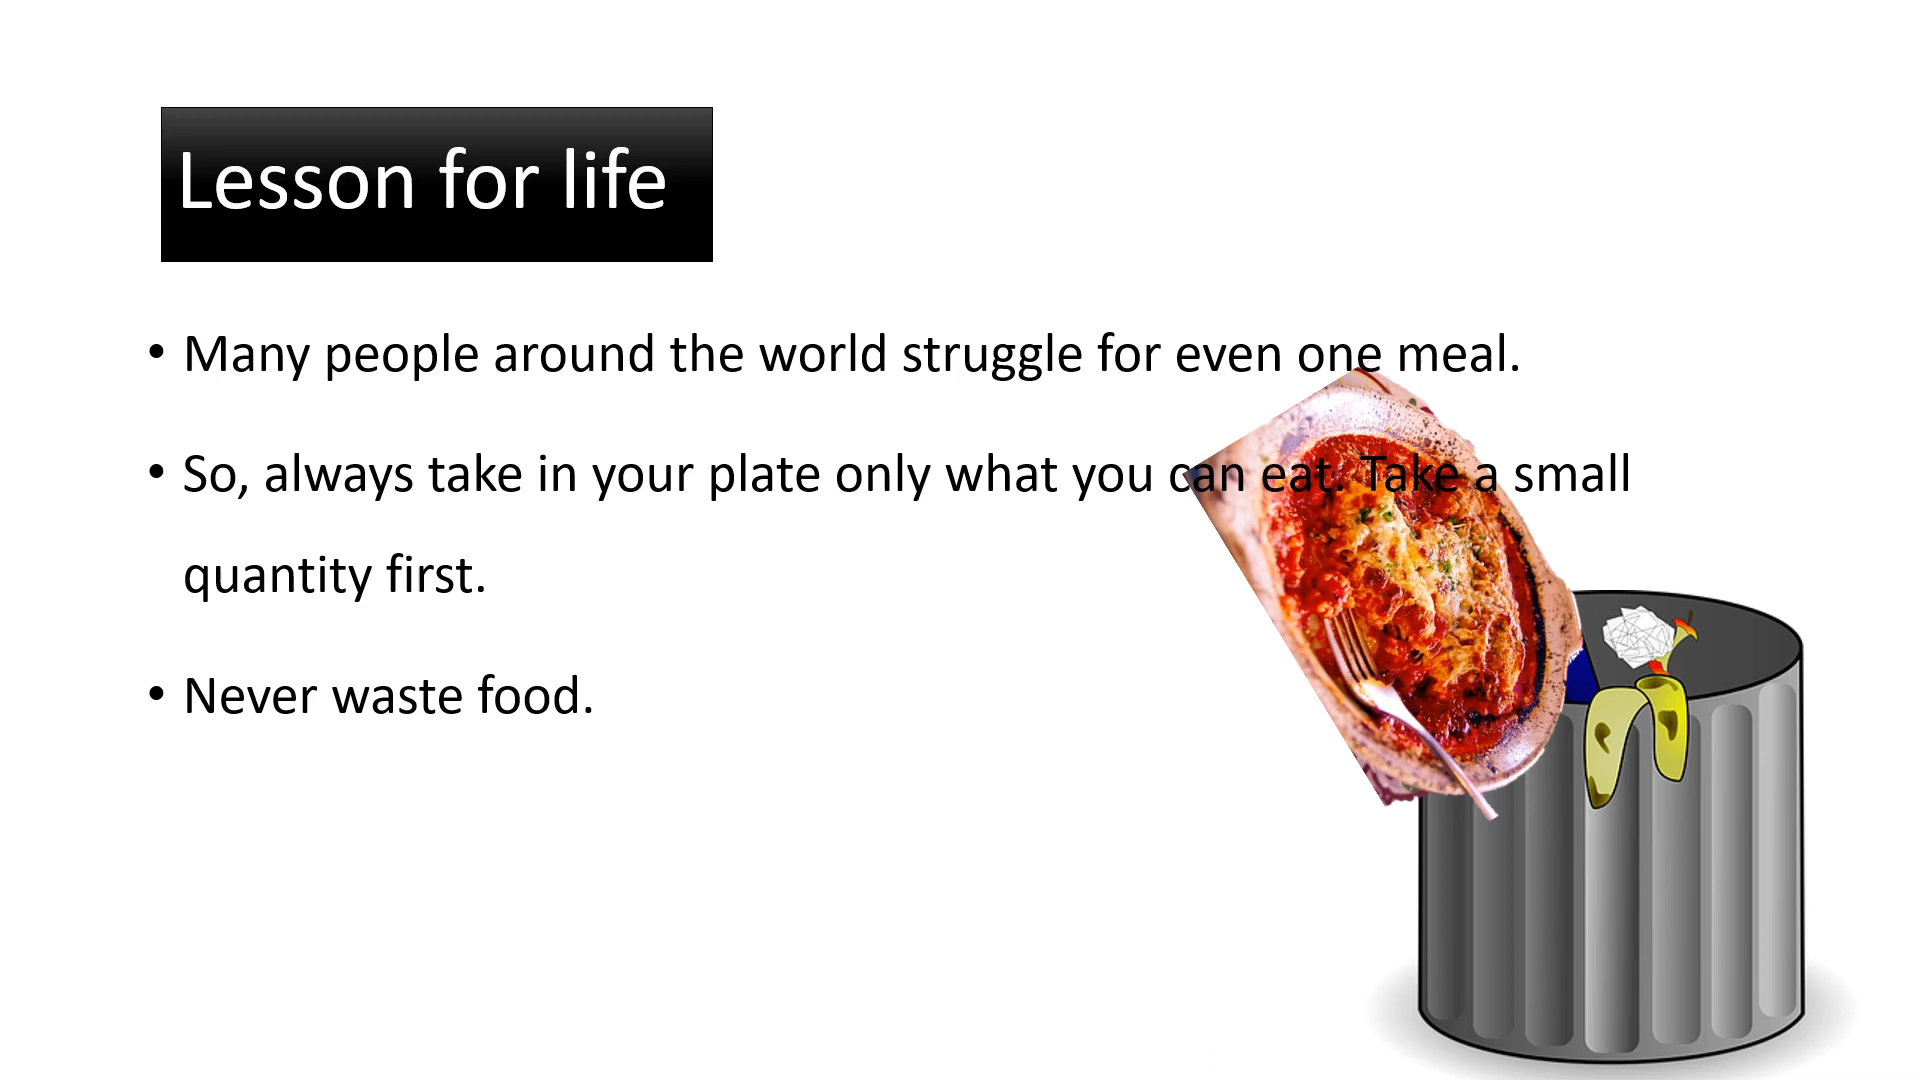 Lesson for life
• Many people around the world struggle for even one meal.
• So, always take in your plate only what you can eat. Take a small
quantity first.
• Never waste food.